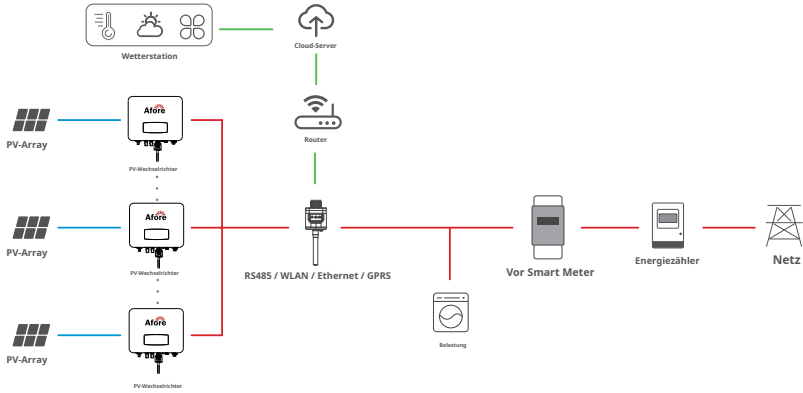 Wetterstation
Cloud-Server
Afore
PV-Array
Router
PV-Wechselrichter
Afore
PV-Array
PV-Wechselrichter
RS485 / WLAN / Ethernet / GPRS
Vor Smart Meter
Energiezähler
Netz
Afore
PV-Array
PV-Wechselrichter
Belastung